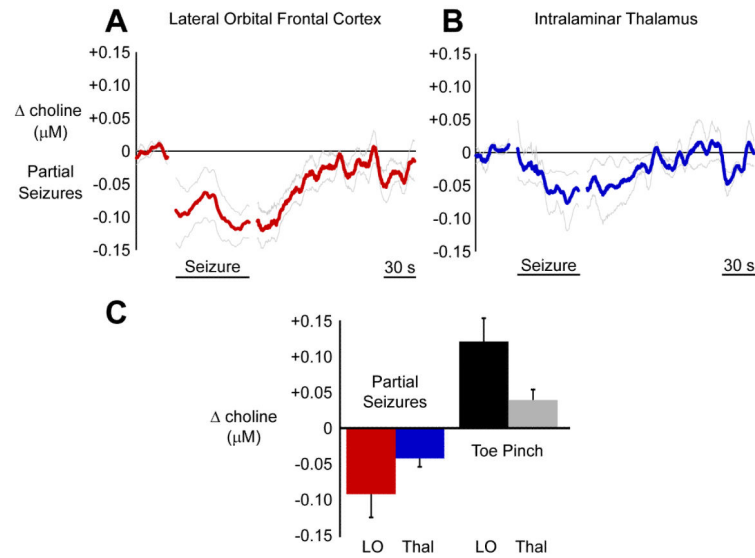 A
Lateral Orbital Frontal Cortex
+0.15
+0.10
+0.05
0
-0.05
-0.10
-0.15
Δ choline
(μM)
Partial
Seizures
Seizure
30 s
B
Intralaminar Thalamus
+0.15
+0.10
+0.05
0
-0.05
-0.10
-0.15
Seizure
30 s
C
+0.15
+0.10
+0.05
0
-0.05
-0.10
-0.15
Δ choline
(μM)
Partial
Seizures
Toe Pinch
LO Thal LO Thal